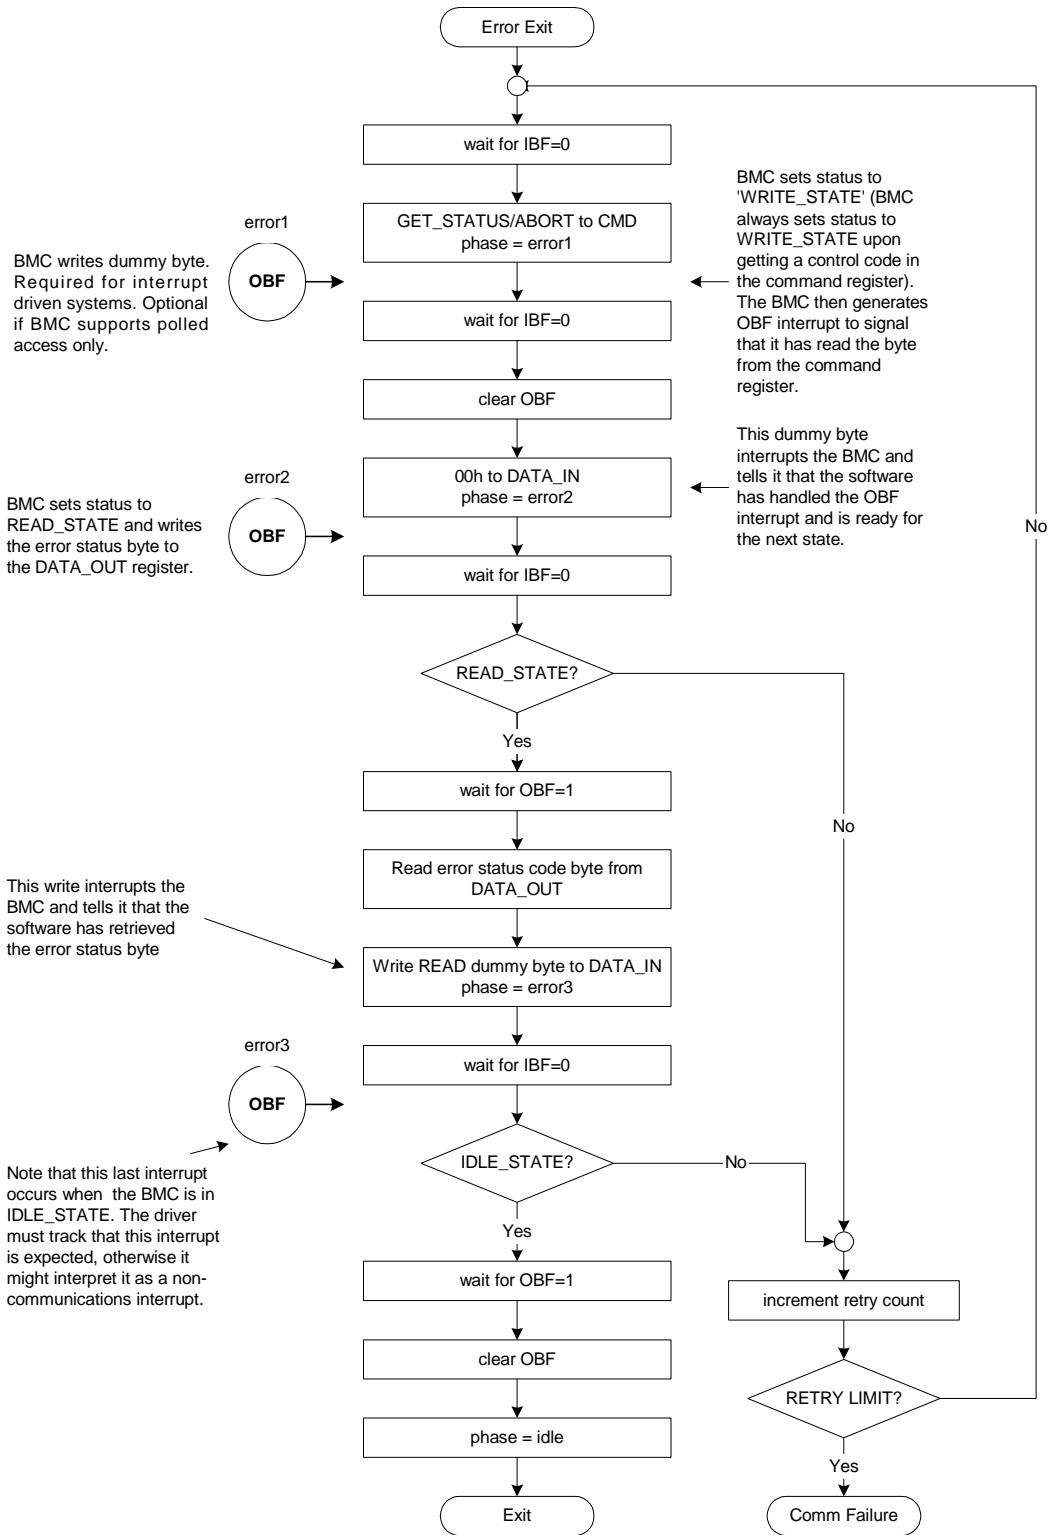 Error Exit
wait for IBF=0
GET_STATUS/ABORT to CMD
phase = error1
error1
OBF
BMC writes dummy byte.
Required for interrupt
driven systems. Optional
if BMC supports polled
access only.
BMC sets status to
'WRITE_STATE' (BMC
always sets status to
WRITE_STATE upon
getting a control code in
the command register).
The BMC then generates
OBF interrupt to signal
that it has read the byte
from the command
register.
wait for IBF=0
clear OBF
00h to DATA_IN
phase = error2
error2
OBF
BMC sets status to
READ_STATE and writes
the error status byte to
the DATA_OUT register.
This dummy byte
interrupts the BMC and
tells it that the software
has handled the OBF
interrupt and is ready for
the next state.
No
wait for IBF=0
READ_STATE?
Yes
wait for OBF=1
No
Read error status code byte from
DATA_OUT
This write interrupts the
BMC and tells it that the
software has retrieved
the error status byte
Write READ dummy byte to DATA_IN
phase = error3
error3
OBF
wait for IBF=0
IDLE_STATE?
No
Note that this last interrupt
occurs when the BMC is in
IDLE_STATE. The driver
must track that this interrupt
is expected, otherwise it
might interpret it as a non-
communications interrupt.
Yes
wait for OBF=1
increment retry count
clear OBF
RETRY LIMIT?
phase = idle
Yes
Exit
Comm Failure